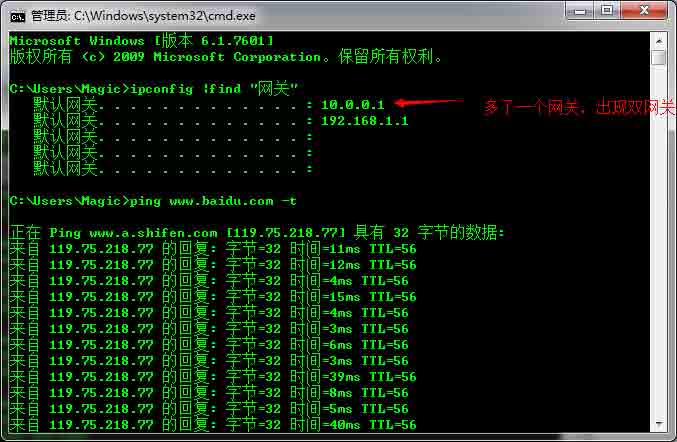 管理员: C:\Windows\system32\cmd.exe
Microsoft Windows [版本 6.1.7601]
版权所有 (c) 2009 Microsoft Corporation。保留所有权利。
C:\Users\Magic>ipconfig |find "网关"
默认网关. . . . . . . . . . . . . : 10.0.0.1
多了一个网关，出现双网关
默认网关. . . . . . . . . . . . . : 192.168.1.1
默认网关. . . . . . . . . . . . . :
默认网关. . . . . . . . . . . . . :
默认网关. . . . . . . . . . . . . :
C:\Users\Magic>ping www.baidu.com -t
正在 Ping www.a.shifen.com [119.75.218.77] 具有 32 字节的数据:
来自 119.75.218.77 的回复: 字节=32 时间=11ms TTL=56
来自 119.75.218.77 的回复: 字节=32 时间=12ms TTL=56
来自 119.75.218.77 的回复: 字节=32 时间=4ms TTL=56
来自 119.75.218.77 的回复: 字节=32 时间=15ms TTL=56
来自 119.75.218.77 的回复: 字节=32 时间=4ms TTL=56
来自 119.75.218.77 的回复: 字节=32 时间=3ms TTL=56
来自 119.75.218.77 的回复: 字节=32 时间=6ms TTL=56
来自 119.75.218.77 的回复: 字节=32 时间=3ms TTL=56
来自 119.75.218.77 的回复: 字节=32 时间=39ms TTL=56
来自 119.75.218.77 的回复: 字节=32 时间=8ms TTL=56
来自 119.75.218.77 的回复: 字节=32 时间=5ms TTL=56
来自 119.75.218.77 的回复: 字节=32 时间=40ms TTL=56